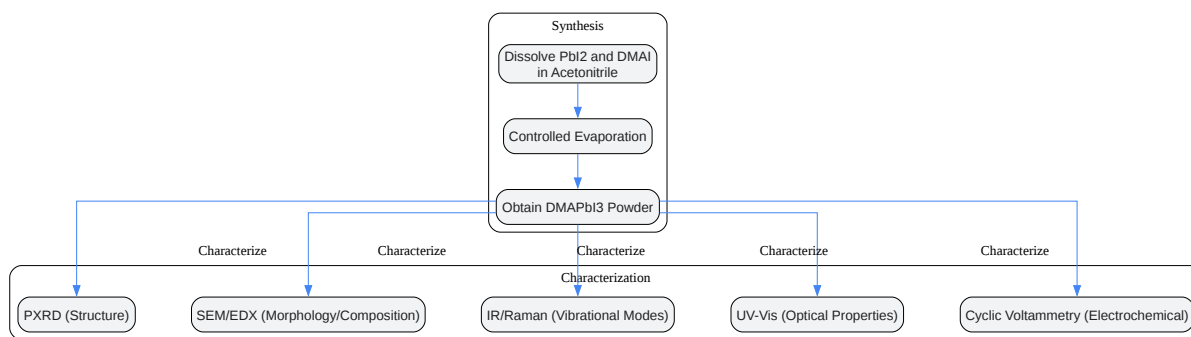 Synthesis
Dissolve PbI2 and DMAI
in Acetonitrile
Controlled Evaporation
Obtain DMAPbI3 Powder
Characterize
Characterize
Characterize
Characterize
Characterize
Characterization
PXRD (Structure)
SEM/EDX (Morphology/Composition)
IR/Raman (Vibrational Modes)
UV-Vis (Optical Properties)
Cyclic Voltammetry (Electrochemical)